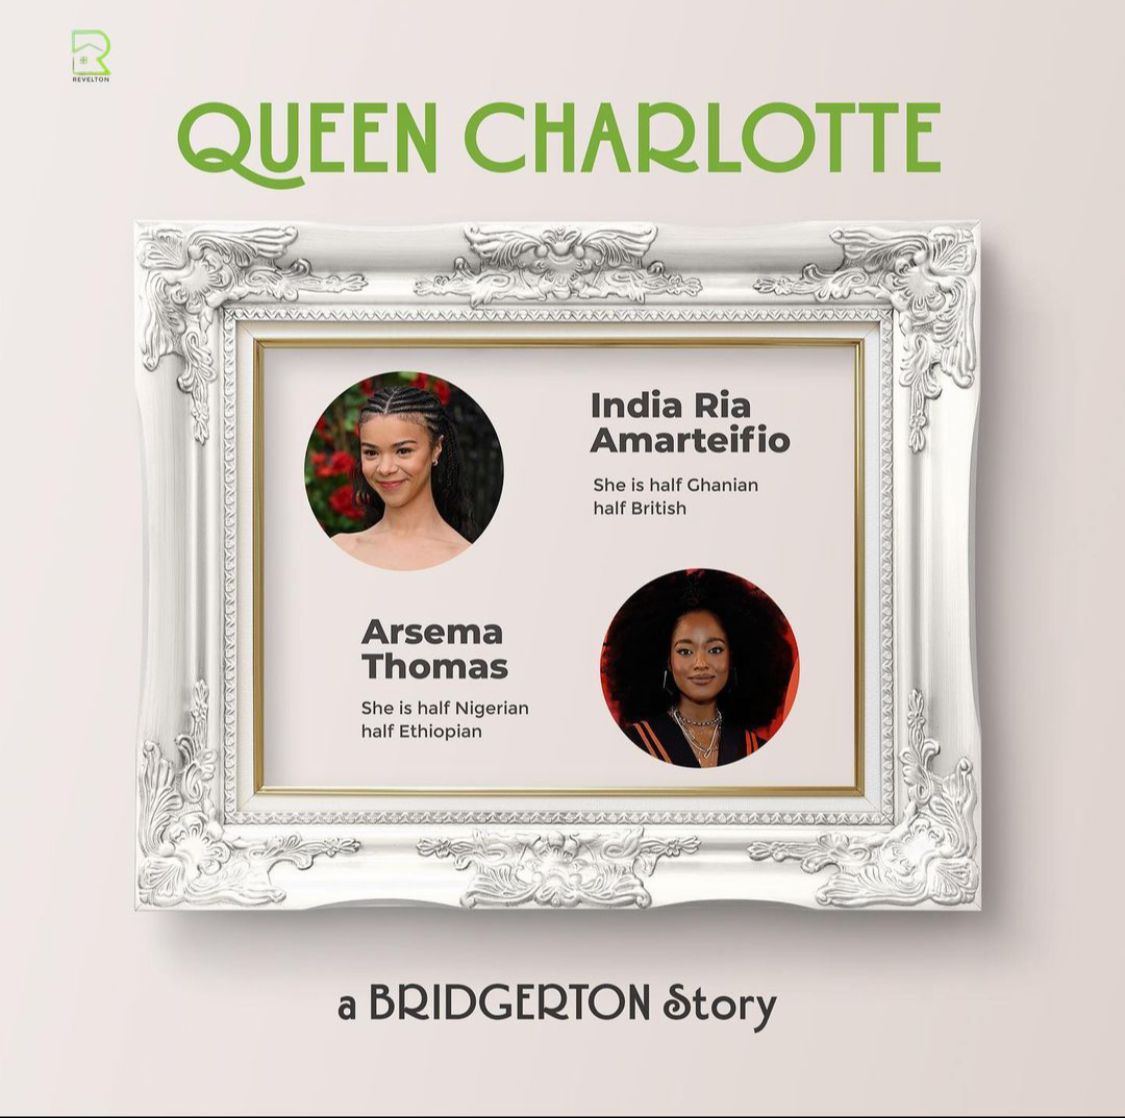 REVELTON
QUEEN CHARLOTTE
India Ria
Amarteifio
She is half Ghanian
half British
Arsema
Thomas
She is half Nigerian
half Ethiopian
a BRIDGERTON Story